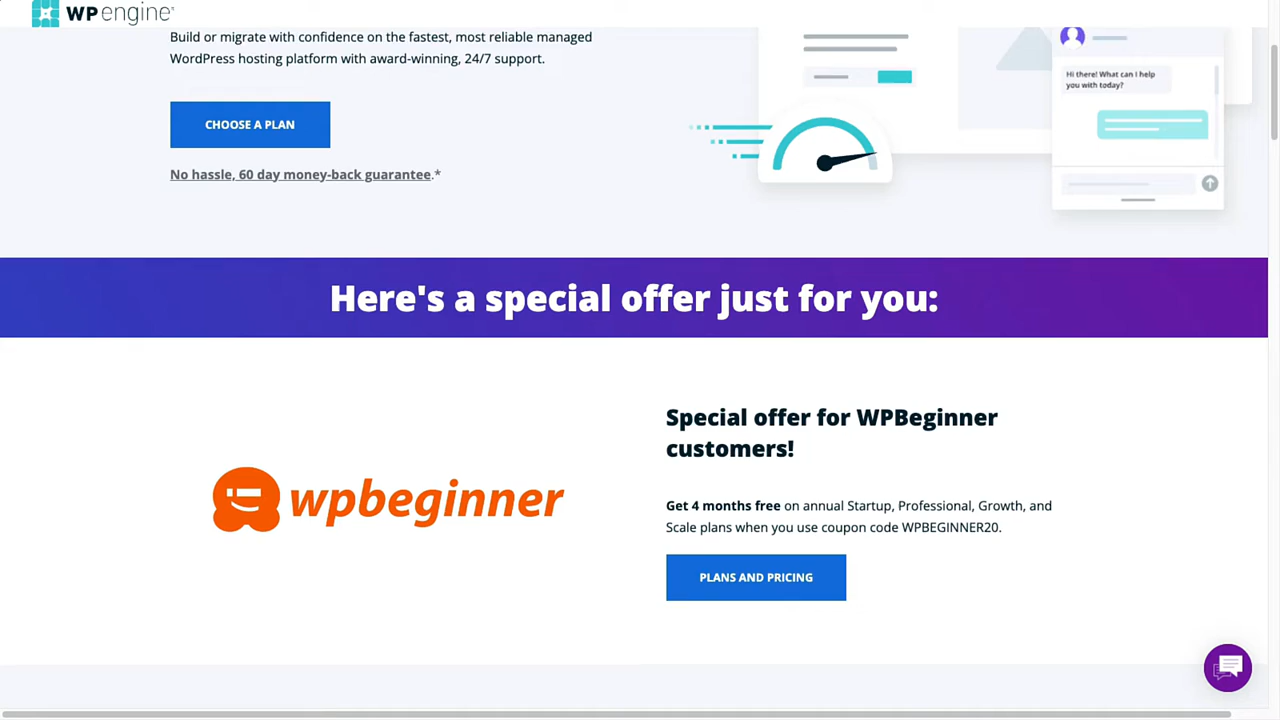 WP engine™
Build or migrate with confidence on the fastest, most reliable managed
WordPress hosting platform with award-winning, 24/7 support.
CHOOSE A PLAN
No hassle, 60 day money-back guarantee.*
Hi there! What can I help
you with today?
Here's a special offer just for you:
wpbeginner
Special offer for WPBeginner
customers!
Get 4 months free on annual Startup, Professional, Growth, and
Scale plans when you use coupon code WPBEGINNER20.
PLANS AND PRICING